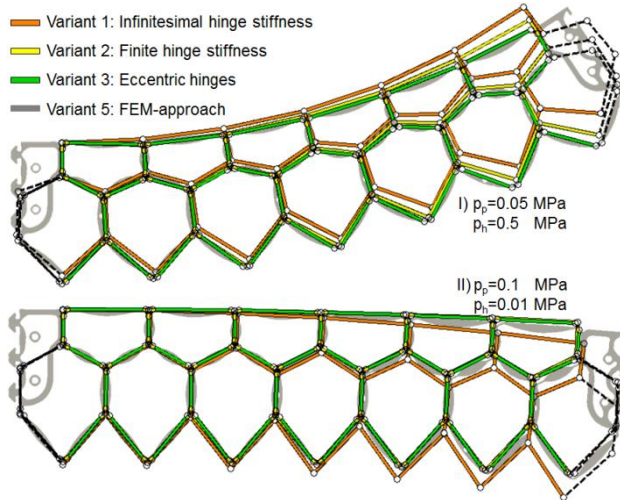 Variant 1: Infinitesimal hinge stiffness
Variant 2: Finite hinge stiffness
Variant 3: Eccentric hinges
Variant 5: FEM-approach
I) pₚ=0.05 MPa
pₕ=0.5 MPa
II) pₚ=0.1 MPa
pₕ=0.01 MPa